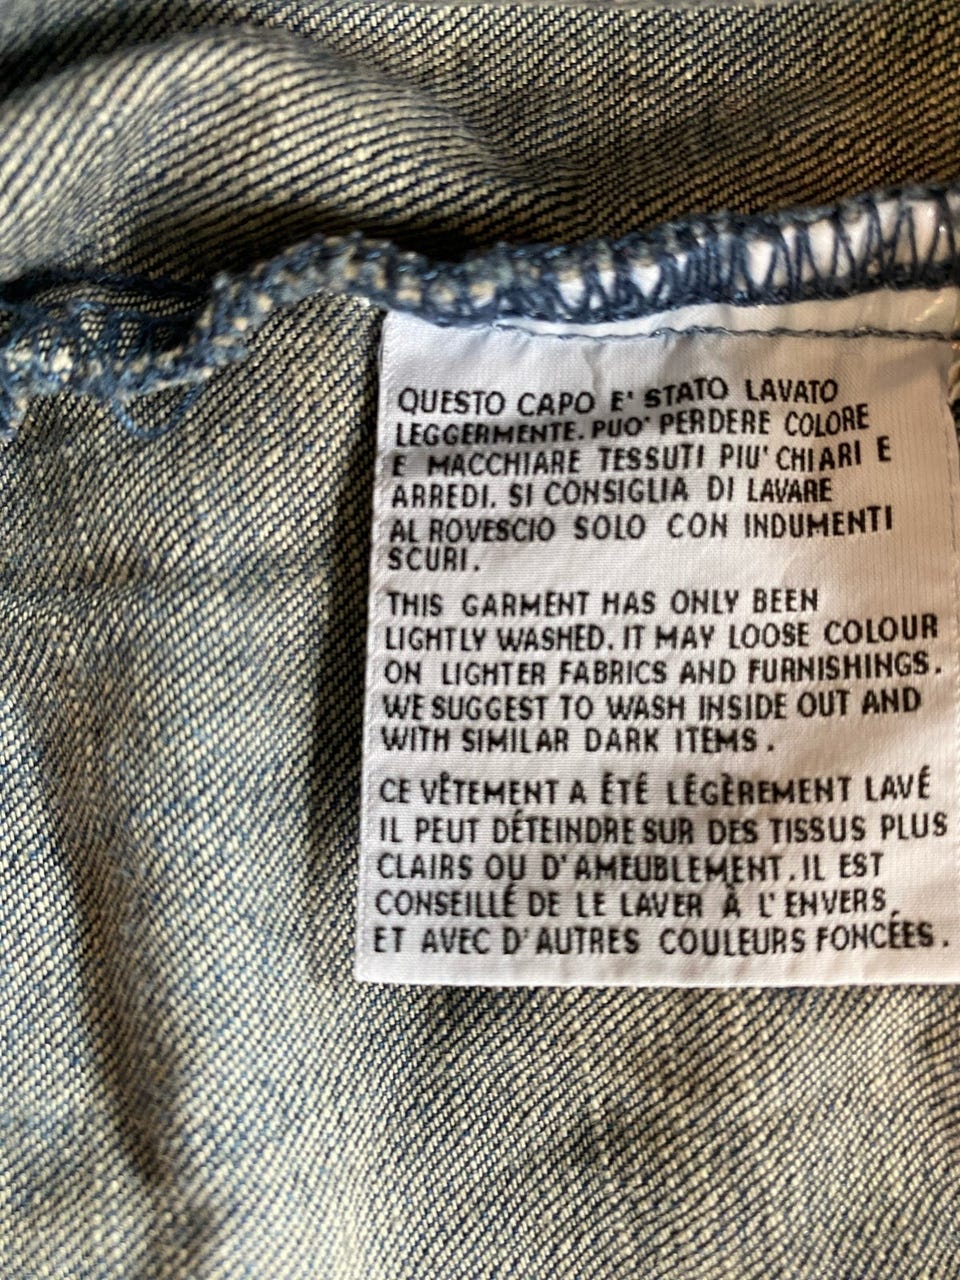 QUESTO CAPO E' STATO LAVATO
LEGGERMENTE. PUO' PERDERE COLORE
E MACCHIARE TESSUTI PIU' CHIARI E
ARREDI. SI CONSIGLIA DI LAVARE
AL ROVESCIO SOLO CON INDUMENTI
SCURI.
THIS GARMENT HAS ONLY BEEN
LIGHTLY WASHED. IT MAY LOOSE COLOUR
ON LIGHTER FABRICS AND FURNISHINGS.
WE SUGGEST TO WASH INSIDE OUT AND
WITH SIMILAR DARK ITEMS.
CE VÊTEMENT A ÉTÉ LÉGÈREMENT LAVÉ
IL PEUT DÉTEINDRE SUR DES TISSUS PLUS
CLAIRS OU D'AMEUBLEMENT. IL EST
CONSEILLÉ DE LE LAVER À L'ENVERS,
ET AVEC D'AUTRES COULEURS FONCÉES.